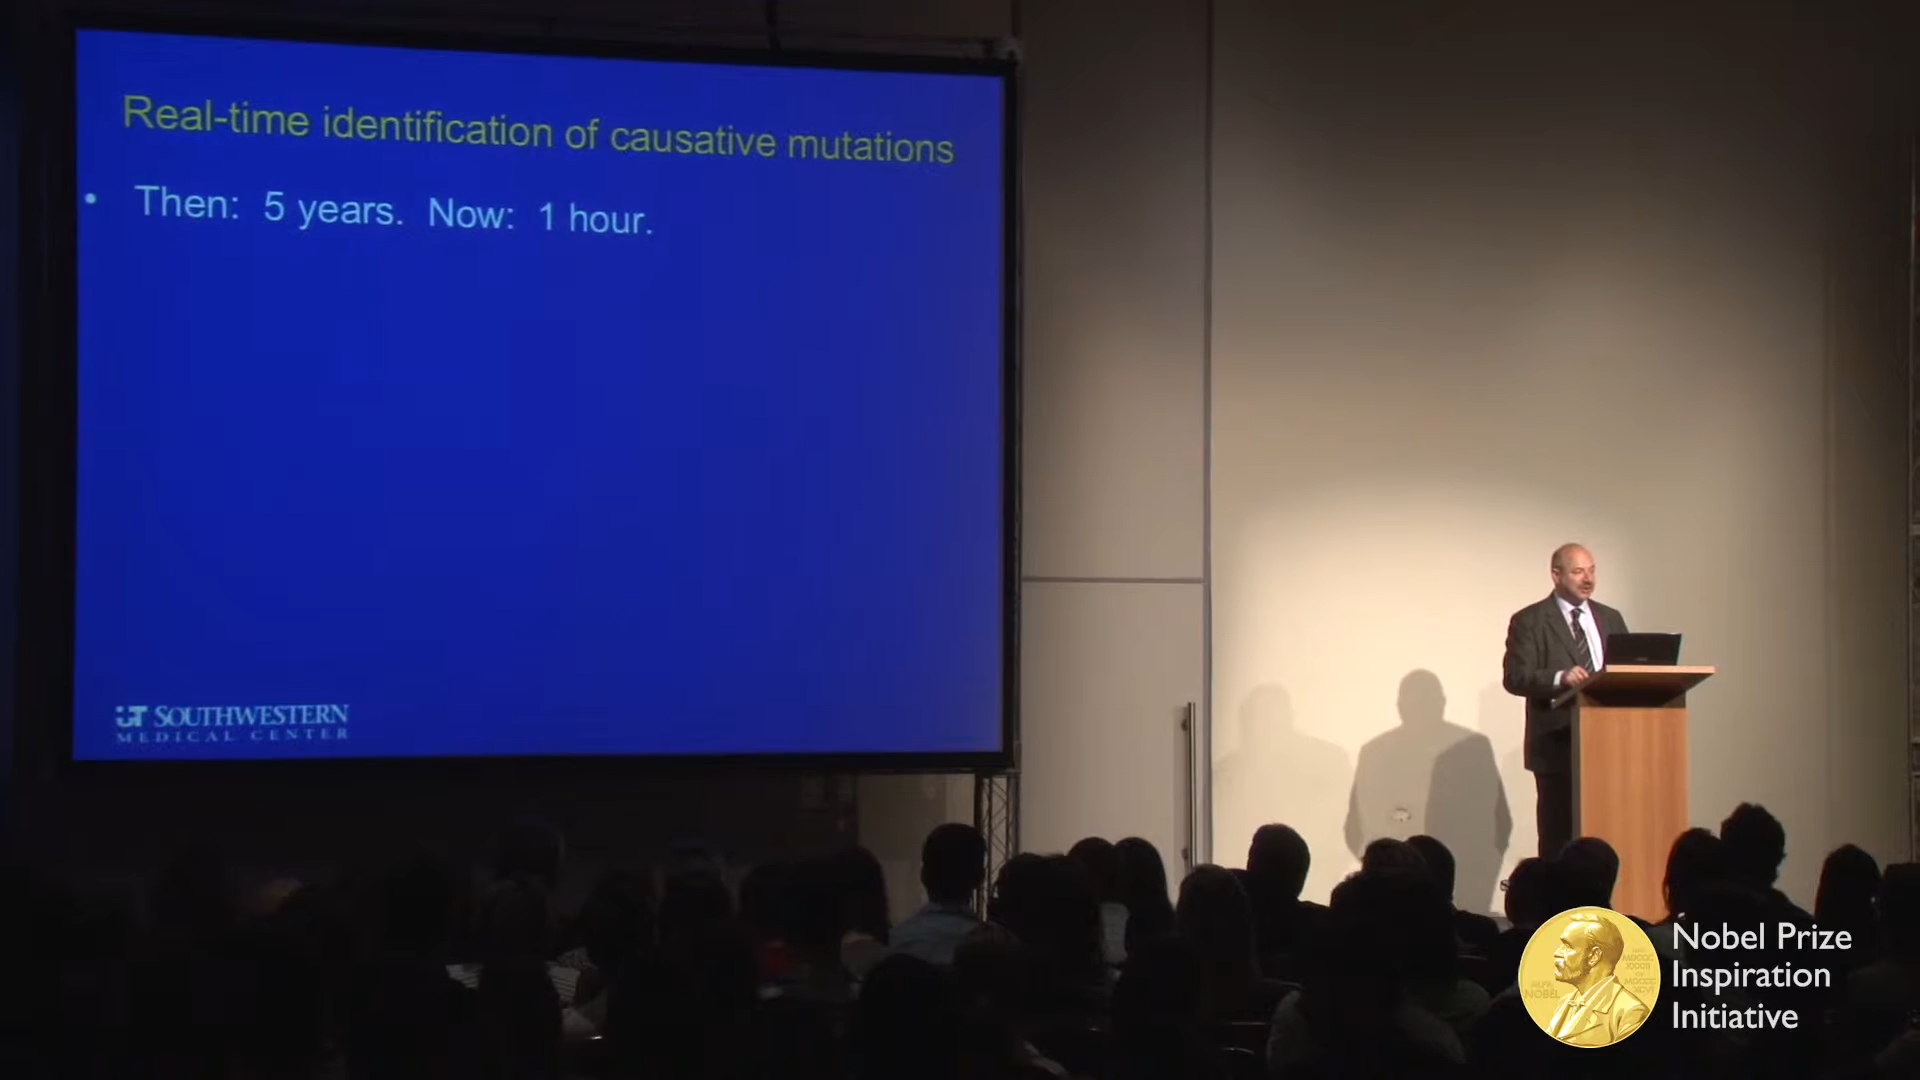 Real-time identification of causative mutations
• Then: 5 years. Now: 1 hour.
UT SOUTHWESTERN
MEDICAL CENTER
Nobel Prize
Inspiration
Initiative